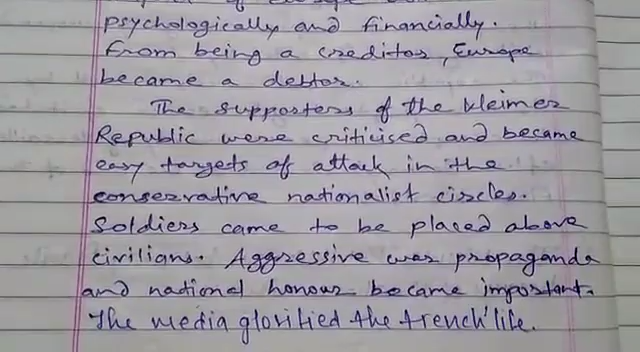 psychologically and financially.
From being a creditor, Europe
became a debtor.
The supporters of the Weimer
Republic were criticised and became
easy targets of attack in the
conservative nationalist circles.
Soldiers came to be placed above
civilians. Aggressive war propaganda
and national honour became important.
The media glorified the trench life.